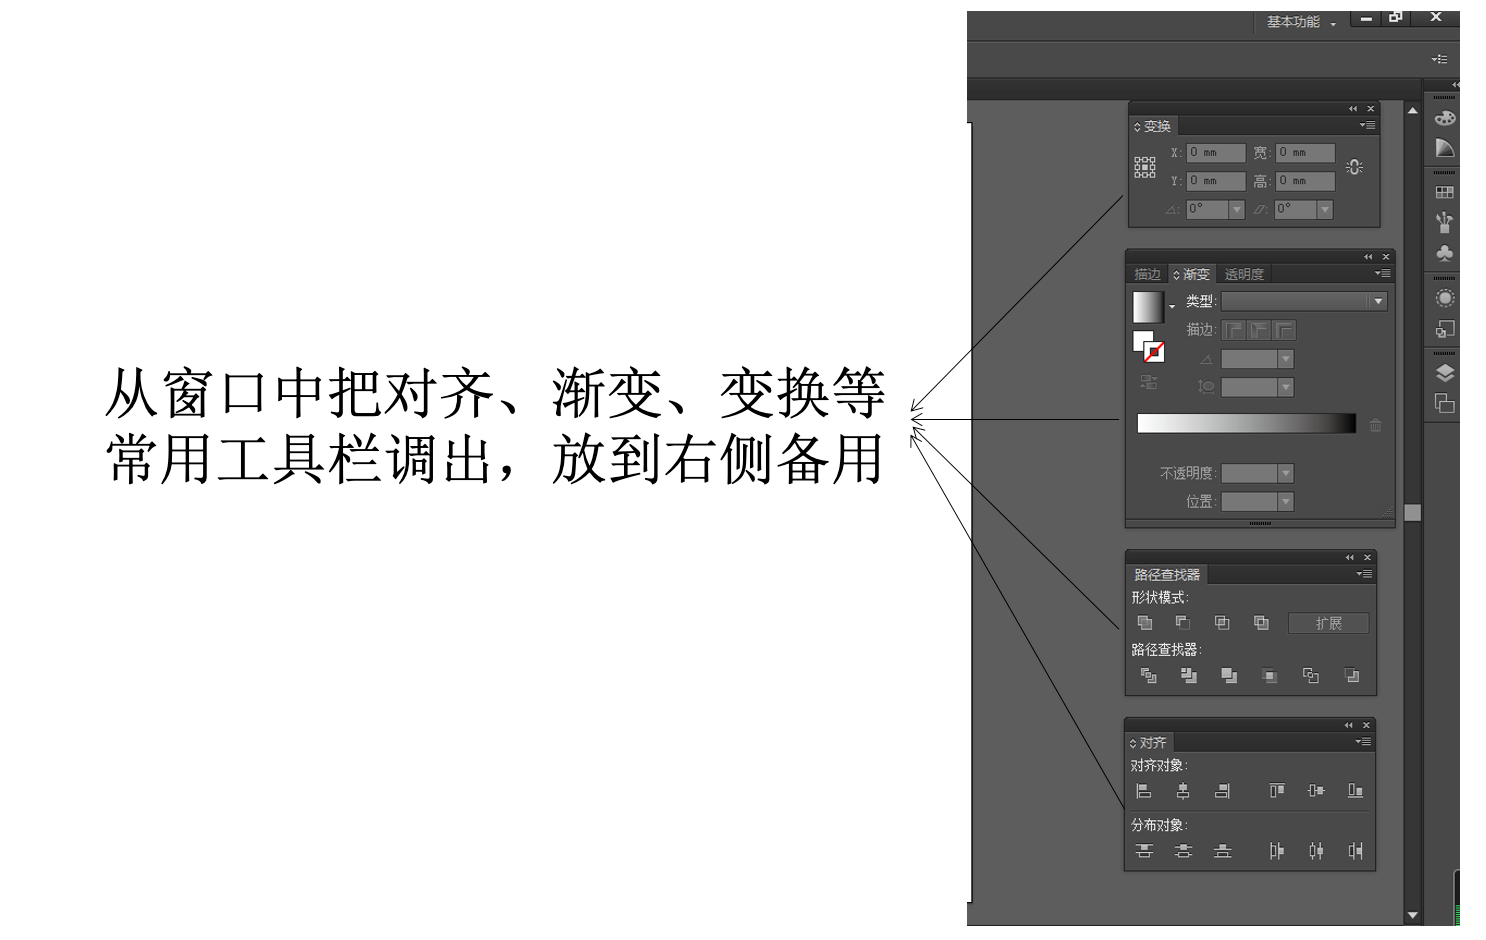 基本功能
变换
X: 0 mm 宽: 0 mm
Y: 0 mm 高: 0 mm
0° 0°
描边 渐变 透明度
类型:
描边:
不透明度:
位置:
从窗口中把对齐、渐变、变换等
常用工具栏调出，放到右侧备用
路径查找器
形状模式:
扩展
路径查找器:
对齐
对齐对象:
分布对象: